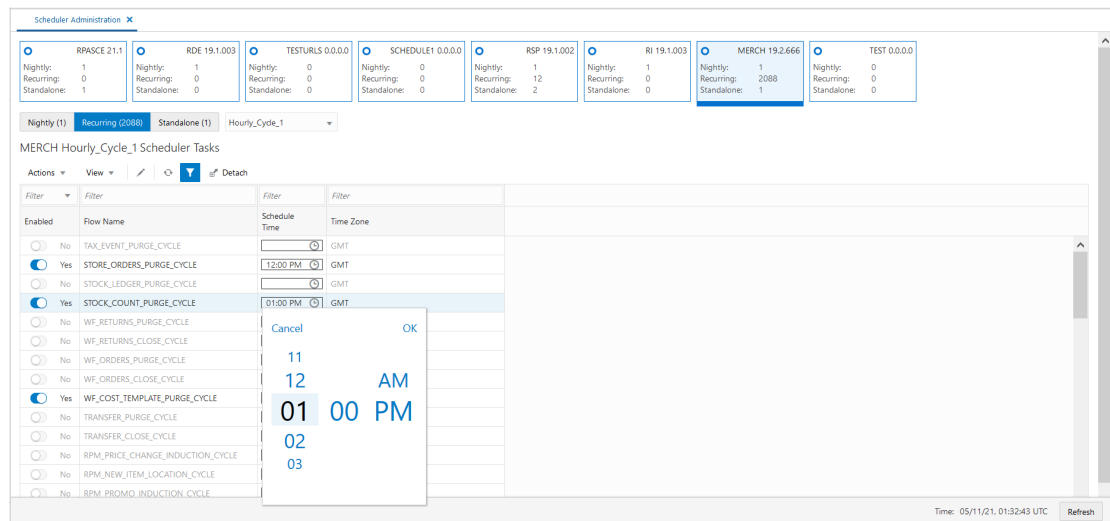 Scheduler Administration ✕
RPASCE 21.1
Nightly: 1
Recurring: 0
Standalone: 1
RDE 19.1.003
Nightly: 1
Recurring: 0
Standalone: 0
TESTURLS 0.0.0.0
Nightly: 0
Recurring: 0
Standalone: 0
SCHEDULE1 0.0.0.0
Nightly: 0
Recurring: 0
Standalone: 0
RSP 19.1.002
Nightly: 1
Recurring: 12
Standalone: 2
RI 19.1.003
Nightly: 1
Recurring: 0
Standalone: 0
MERCH 19.2.666
Nightly: 1
Recurring: 2088
Standalone: 1
TEST 0.0.0.0
Nightly: 0
Recurring: 0
Standalone: 0
Nightly (1) Recurring (2088) Standalone (1) Hourly_Cycle_1
MERCH Hourly_Cycle_1 Scheduler Tasks
Actions View Detach
Filter Filter Filter Filter
Enabled Flow Name Schedule Time Time Zone
No TAX_EVENT_PURGE_CYCLE GMT
Yes STORE_ORDERS_PURGE_CYCLE 12:00 PM GMT
No STOCK_LEDGER_PURGE_CYCLE GMT
Yes STOCK_COUNT_PURGE_CYCLE 01:00 PM GMT
No WF_RETURNS_PURGE_CYCLE
No WF_RETURNS_CLOSE_CYCLE
No WF_ORDERS_PURGE_CYCLE
No WF_ORDERS_CLOSE_CYCLE
Yes WF_COST_TEMPLATE_PURGE_CYCLE
No TRANSFER_PURGE_CYCLE
No TRANSFER_CLOSE_CYCLE
No RPM_PRICE_CHANGE_INDUCTION_CYCLE
No RPM_NEW_ITEM_LOCATION_CYCLE
No RPM_PROMO_INDUCTION_CYCLE
Cancel OK
11
12 AM
01 00 PM
02
03
Time: 05/11/21, 01:32:43 UTC Refresh